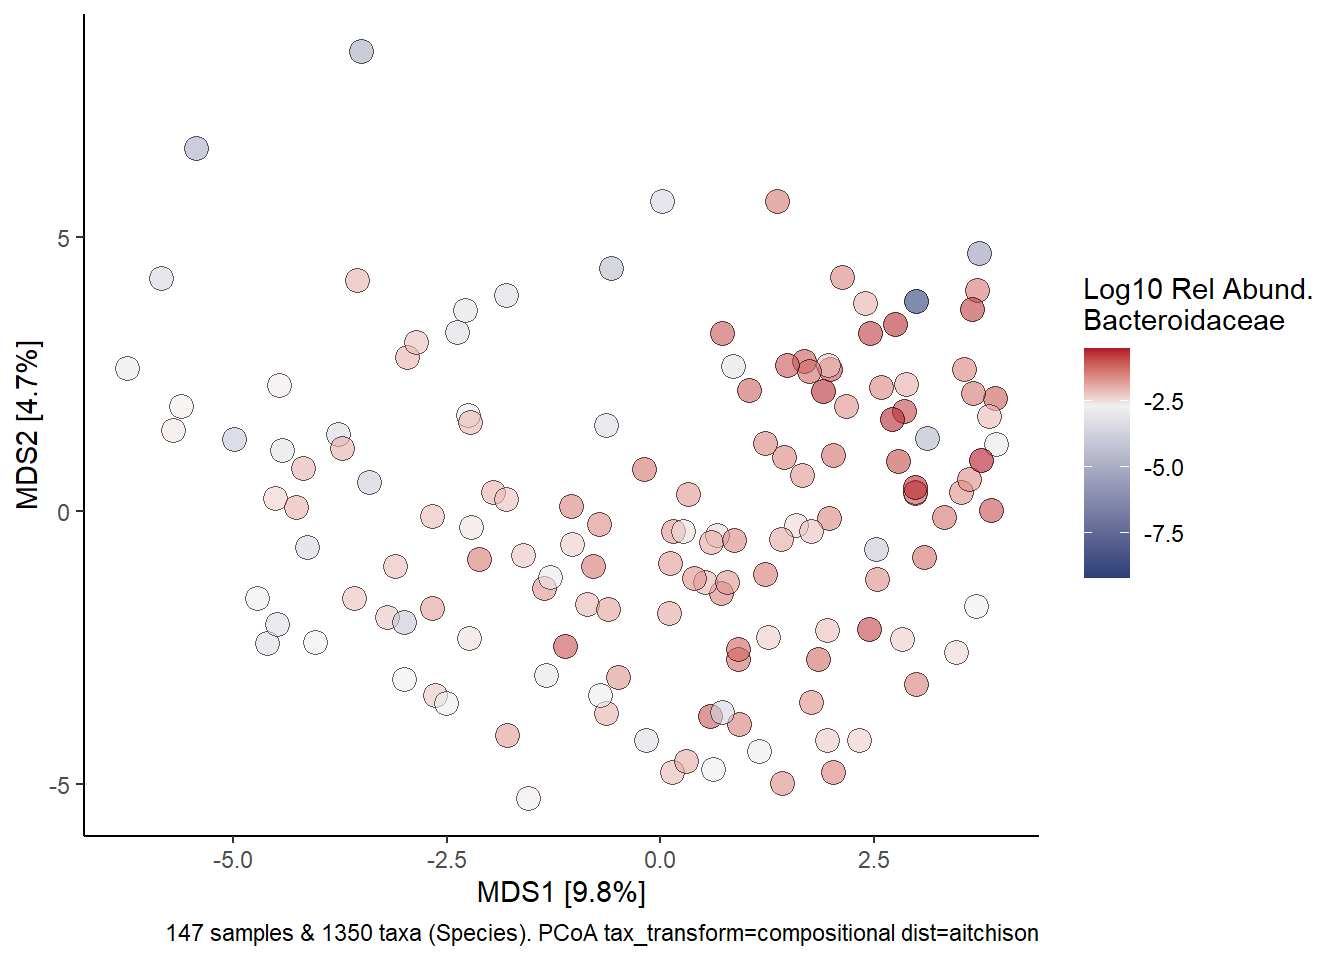 MDS2 [4.7%]
5
0
-5
-5.0
-2.5
0.0
2.5
MDS1 [9.8%]
147 samples & 1350 taxa (Species). PCoA tax_transform=compositional dist=aitchison
Log10 Rel Abund.
Bacteroidaceae
-2.5
-5.0
-7.5